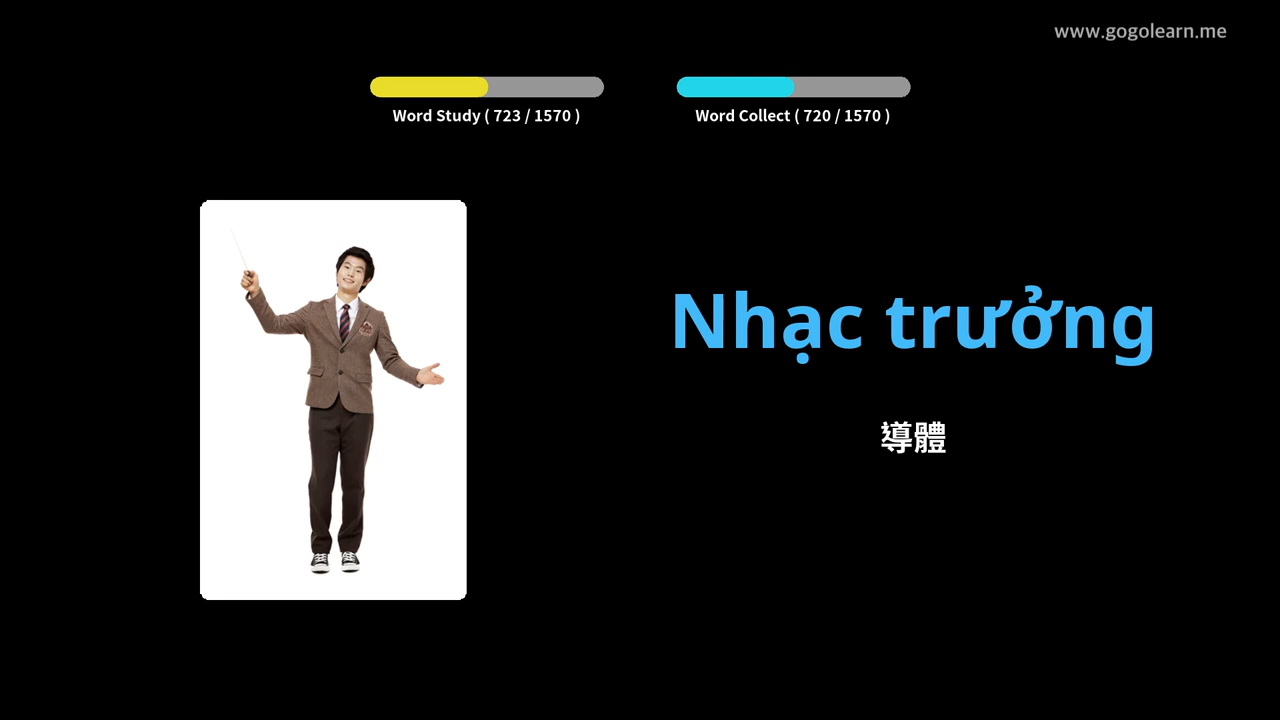 www.gogolearn.me
Word Study ( 723 / 1570 )
Word Collect ( 720 / 1570 )
Nhạc trưởng
導體